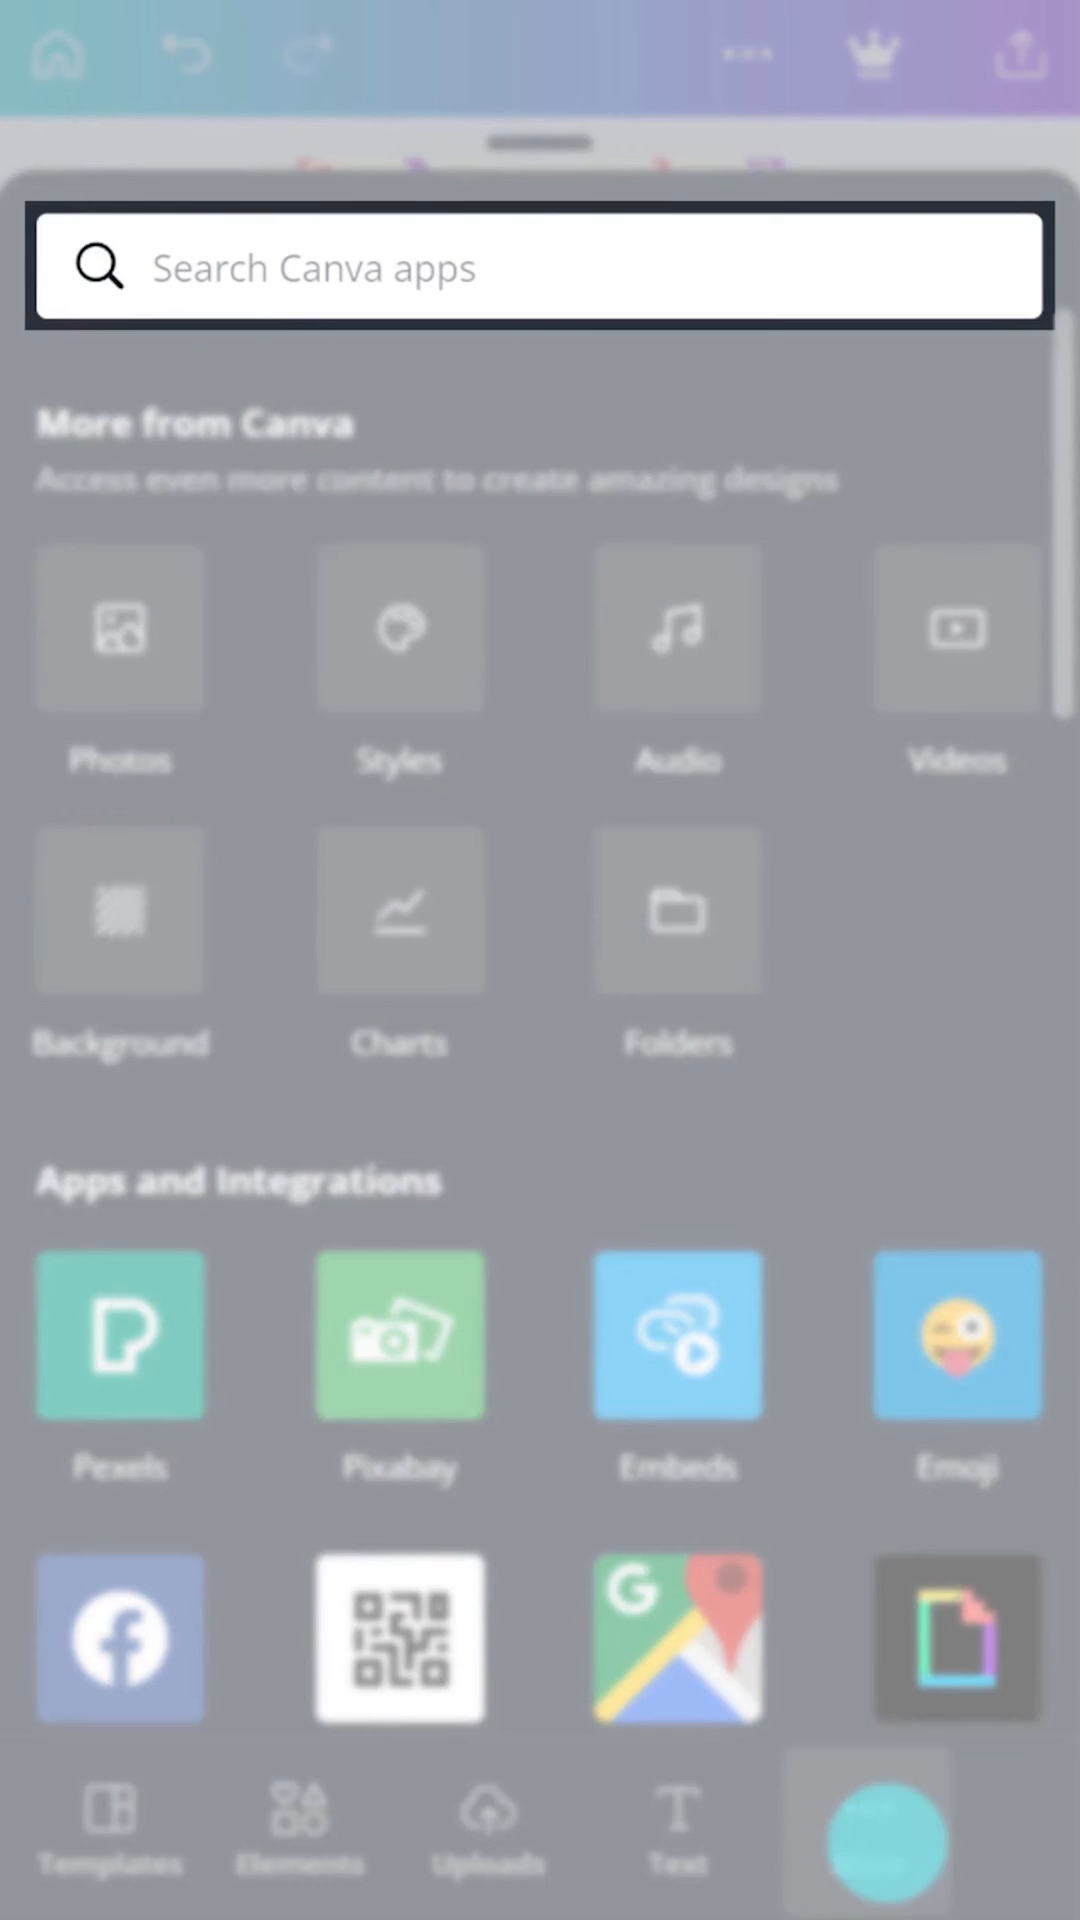 Search Canva apps
More from Canva
Access even more content to create amazing designs
Photos Styles Audio Videos
Background Charts Folders
Apps and Integrations
Pexels Pixabay Embeds Emoji
G
Templates Elements Uploads Text